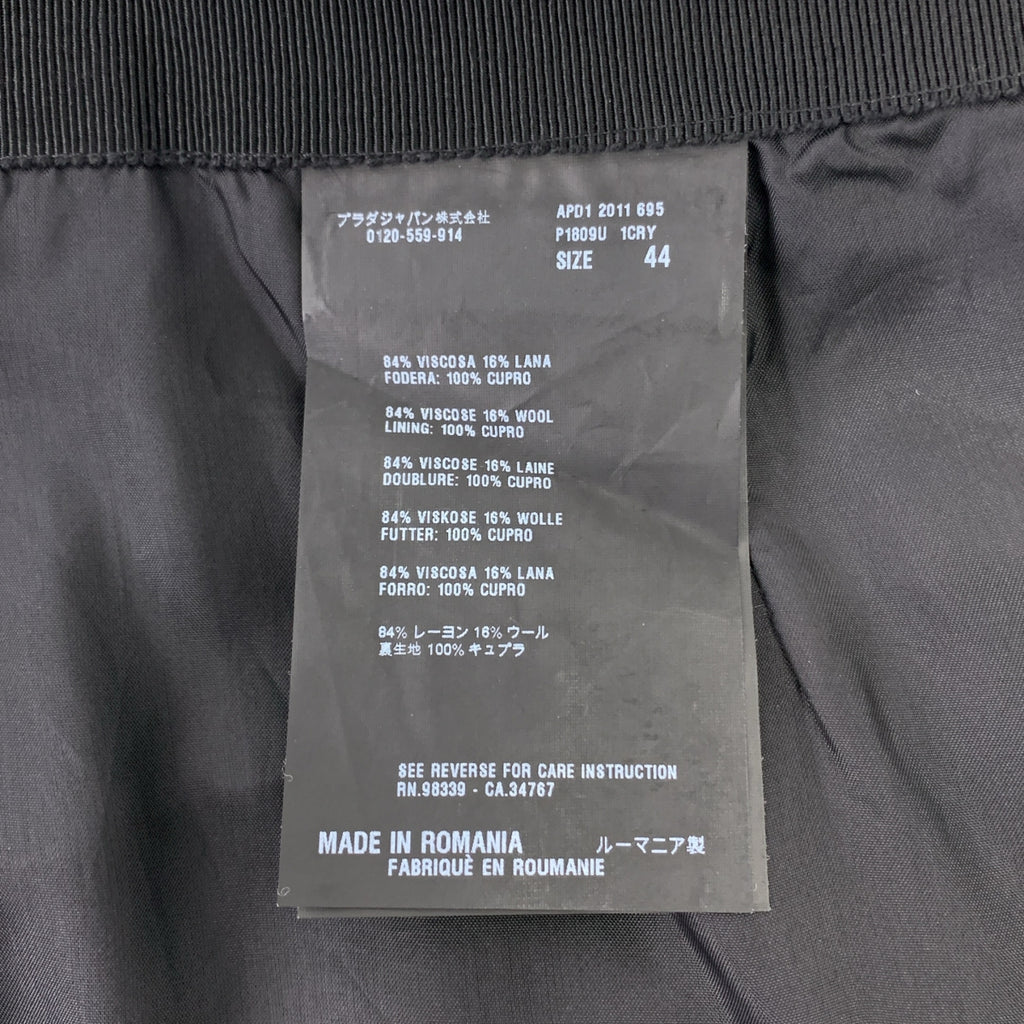 プラダジャパン株式会社
0120-559-914
APD1 2011 695
P1809U 1CRY
SIZE 44
84% VISCOSA 16% LANA
FODERA: 100% CUPRO
84% VISCOSE 16% WOOL
LINING: 100% CUPRO
84% VISCOSE 16% LAINE
DOUBLURE: 100% CUPRO
84% VISKOSE 16% WOLLE
FUTTER: 100% CUPRO
84% VISCOSA 16% LANA
FORRO: 100% CUPRO
84% レーヨン 16% ウール
裏生地 100% キュプラ
SEE REVERSE FOR CARE INSTRUCTION
RN.98339 - CA.34767
MADE IN ROMANIA ルーマニア製
FABRIQUÈ EN ROUMANIE